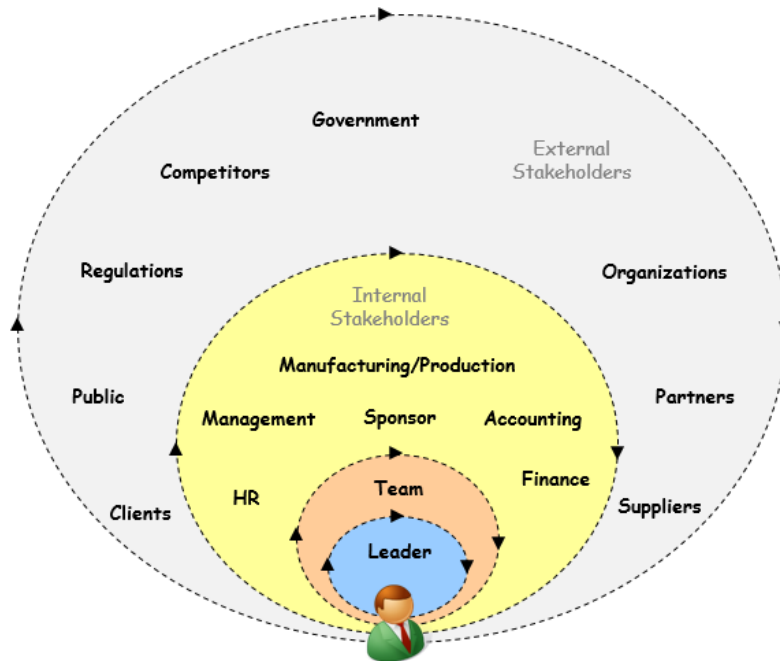 Government
External
Stakeholders
Competitors
Regulations
Organizations
Internal
Stakeholders
Manufacturing/Production
Public
Partners
Management
Sponsor
Accounting
Team
Finance
HR
Clients
Suppliers
Leader